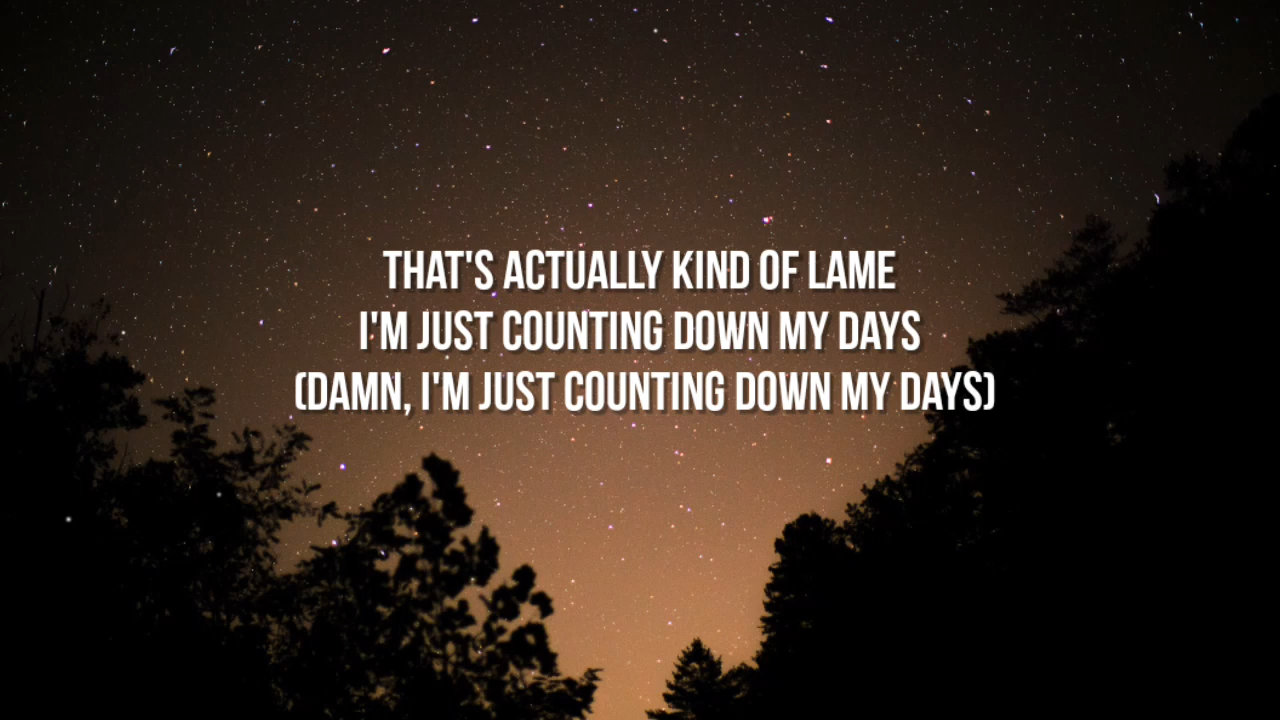 THAT'S ACTUALLY KIND OF LAME
I'M JUST COUNTING DOWN MY DAYS
(DAMN, I'M JUST COUNTING DOWN MY DAYS)